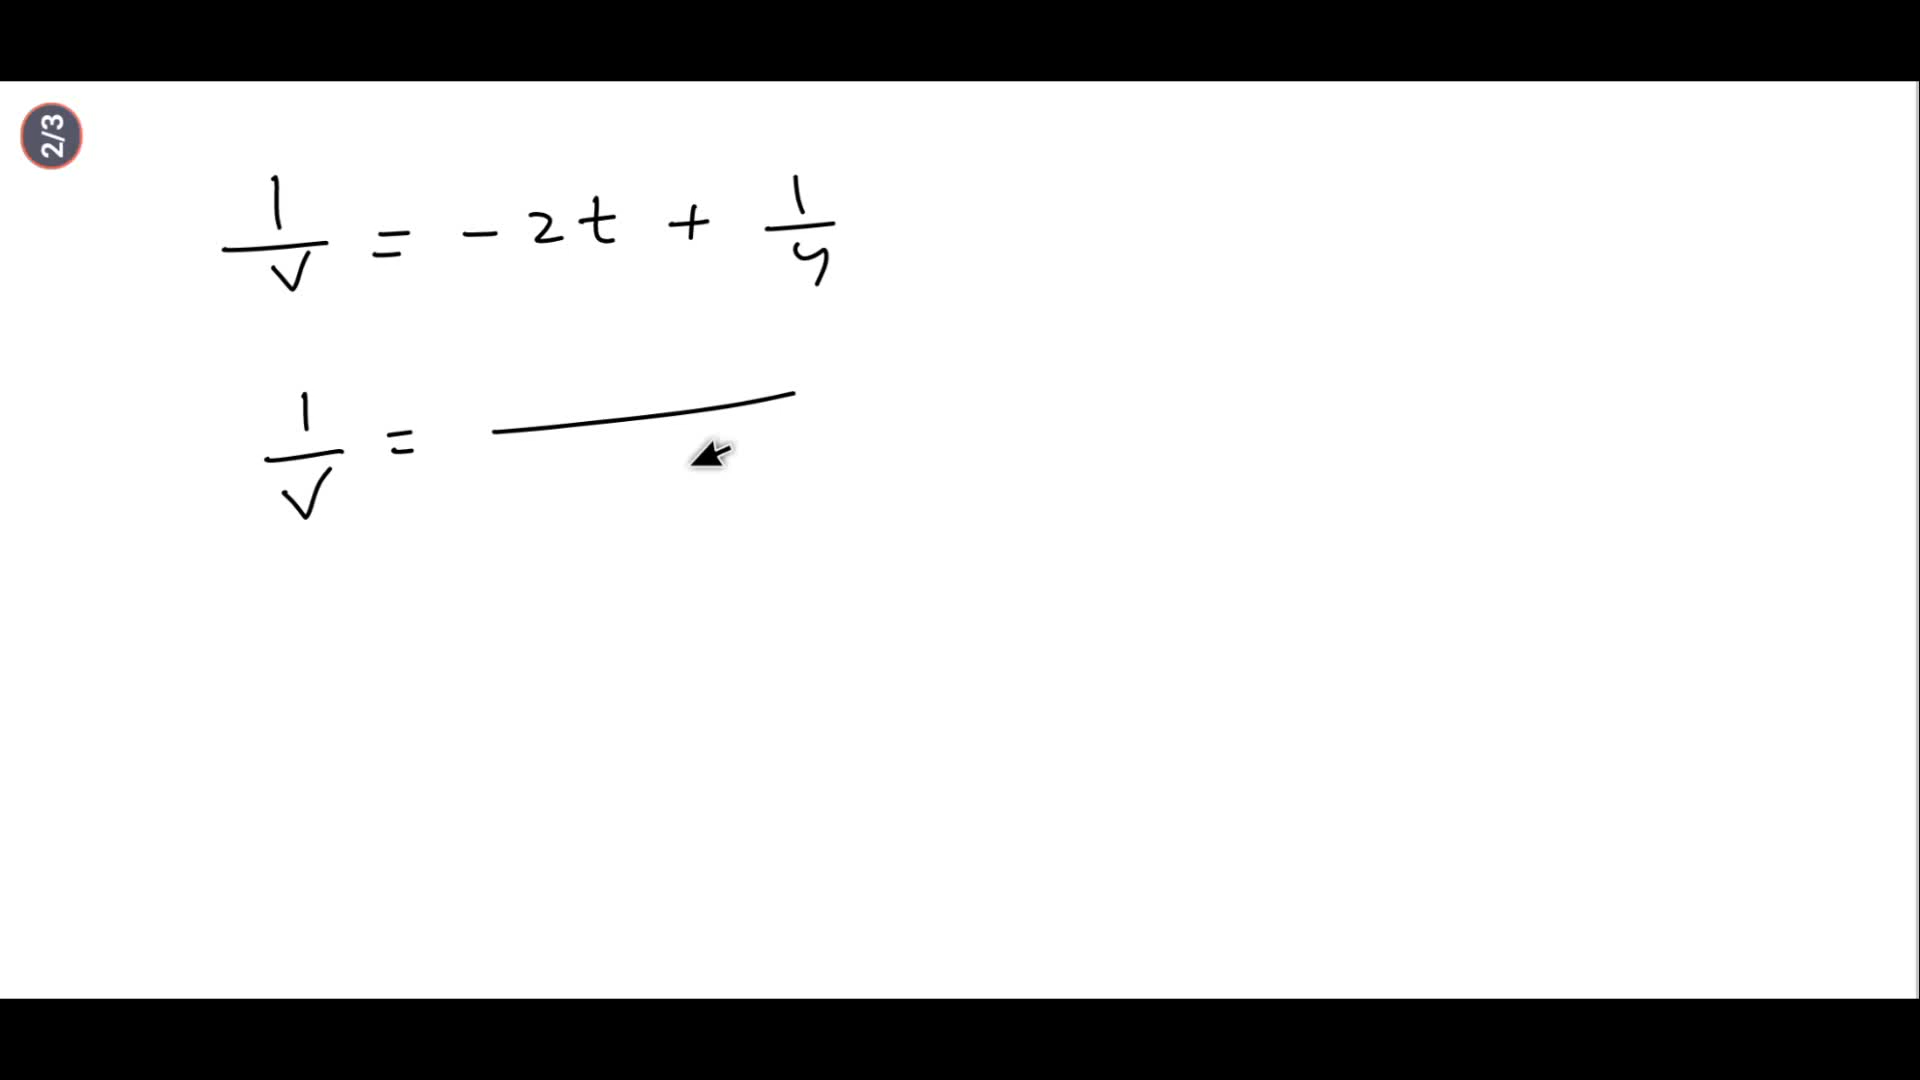 2/3
1/v = - 2t + 1/4
1/v =